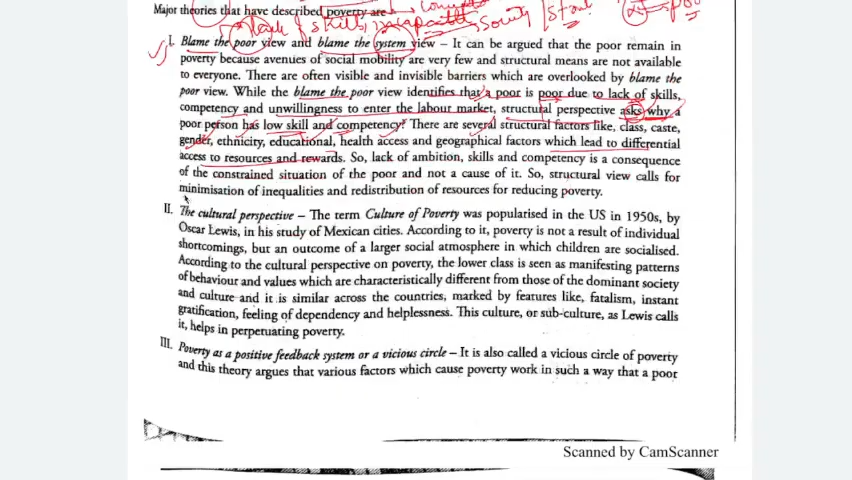 Major theories that have described poverty are
lack of skills, incapacity
I. Blame the poor view and blame the system view – It can be argued that the poor remain in
poverty because avenues of social mobility are very few and structural means are not available
to everyone. There are often visible and invisible barriers which are overlooked by blame the
poor view. While the blame the poor view identifies that a poor is poor due to lack of skills,
competency and unwillingness to enter the labour market, structural perspective asks why a
poor person has low skill and competency? There are several structural factors like, class, caste,
gender, ethnicity, educational, health access and geographical factors which lead to differential
access to resources and rewards. So, lack of ambition, skills and competency is a consequence
of the constrained situation of the poor and not a cause of it. So, structural view calls for
minimisation of inequalities and redistribution of resources for reducing poverty.
II. The cultural perspective – The term Culture of Poverty was popularised in the US in 1950s, by
Oscar Lewis, in his study of Mexican cities. According to it, poverty is not a result of individual
shortcomings, but an outcome of a larger social atmosphere in which children are socialised.
According to the cultural perspective on poverty, the lower class is seen as manifesting patterns
of behaviour and values which are characteristically different from those of the dominant society
and culture and it is similar across the countries, marked by features like, fatalism, instant
gratification, feeling of dependency and helplessness. This culture, or sub-culture, as Lewis calls
it, helps in perpetuating poverty.
III. Poverty as a positive feedback system or a vicious circle – It is also called a vicious circle of poverty
and this theory argues that various factors which cause poverty work in such a way that a poor
Scanned by CamScanner